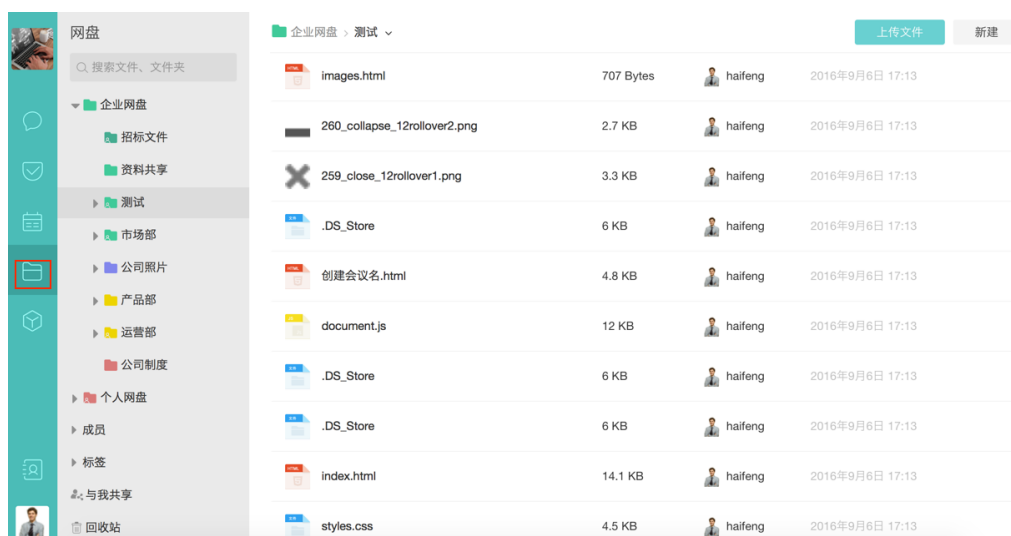 网盘
搜索文件、文件夹
企业网盘
招标文件
资料共享
测试
市场部
公司照片
产品部
运营部
公司制度
个人网盘
成员
标签
与我共享
回收站
企业网盘 › 测试
上传文件 新建
images.html 707 Bytes haifeng 2016年9月6日 17:13
260_collapse_12rollover2.png 2.7 KB haifeng 2016年9月6日 17:13
259_close_12rollover1.png 3.3 KB haifeng 2016年9月6日 17:13
.DS_Store 6 KB haifeng 2016年9月6日 17:13
创建会议名.html 4.8 KB haifeng 2016年9月6日 17:13
document.js 12 KB haifeng 2016年9月6日 17:13
.DS_Store 6 KB haifeng 2016年9月6日 17:13
.DS_Store 6 KB haifeng 2016年9月6日 17:13
index.html 14.1 KB haifeng 2016年9月6日 17:13
styles.css 4.5 KB haifeng 2016年9月6日 17:13